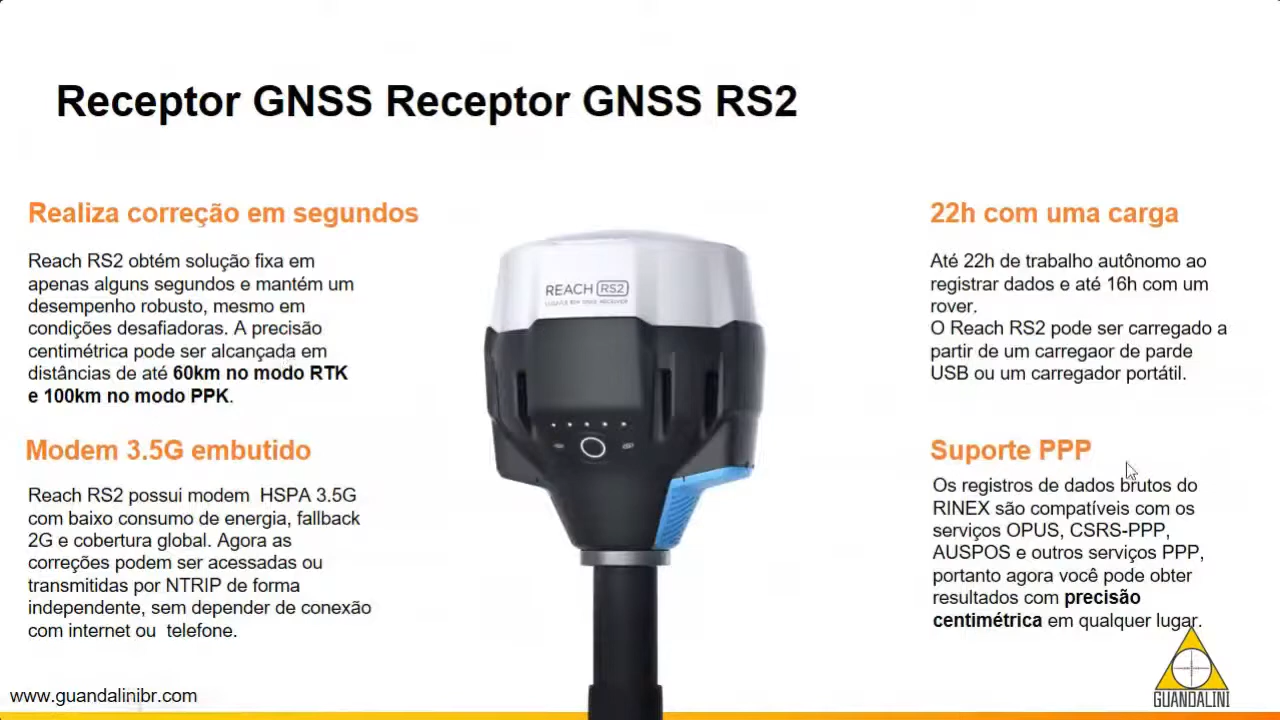 Receptor GNSS Receptor GNSS RS2
Realiza correção em segundos
Reach RS2 obtém solução fixa em
apenas alguns segundos e mantém um
desempenho robusto, mesmo em
condições desafiadoras. A precisão
centimétrica pode ser alcançada em
distâncias de até 60km no modo RTK
e 100km no modo PPK.
Modem 3.5G embutido
Reach RS2 possui modem HSPA 3.5G
com baixo consumo de energia, fallback
2G e cobertura global. Agora as
correções podem ser acessadas ou
transmitidas por NTRIP de forma
independente, sem depender de conexão
com internet ou telefone.
REACH RS2
22h com uma carga
Até 22h de trabalho autônomo ao
registrar dados e até 16h com um
rover.
O Reach RS2 pode ser carregado a
partir de um carregaor de parde
USB ou um carregador portátil.
Suporte PPP
Os registros de dados brutos do
RINEX são compatíveis com os
serviços OPUS, CSRS-PPP,
AUSPOS e outros serviços PPP,
portanto agora você pode obter
resultados com precisão
centimétrica em qualquer lugar.
www.guandalinibr.com
GUANDALINI